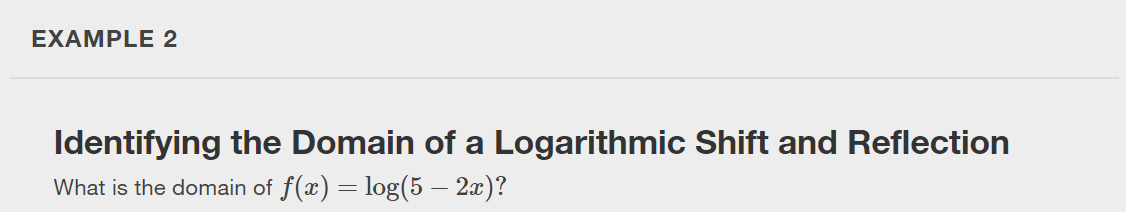 EXAMPLE 2
Identifying the Domain of a Logarithmic Shift and Reflection
What is the domain of f(x) = log(5 − 2x)?